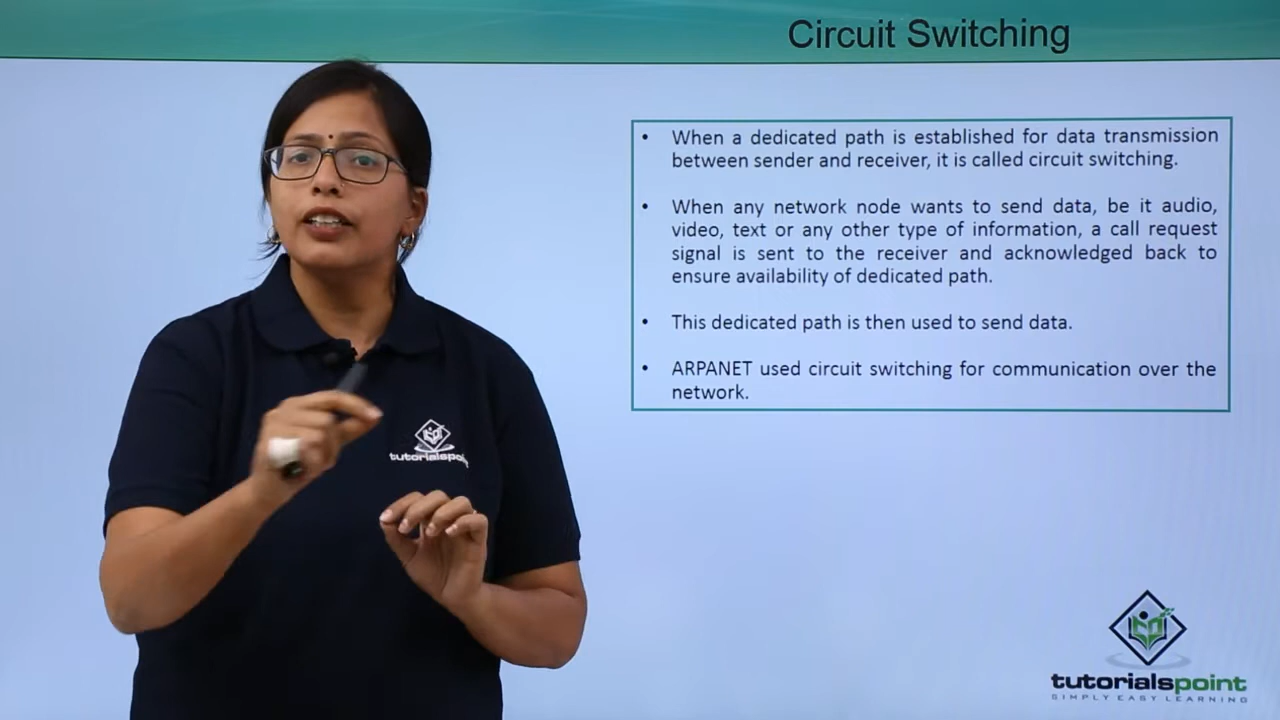 Circuit Switching
• When a dedicated path is established for data transmission
between sender and receiver, it is called circuit switching.
• When any network node wants to send data, be it audio,
video, text or any other type of information, a call request
signal is sent to the receiver and acknowledged back to
ensure availability of dedicated path.
• This dedicated path is then used to send data.
• ARPANET used circuit switching for communication over the
network.
tutorialspoint
tutorialspoint
SIMPLY EASY LEARNING